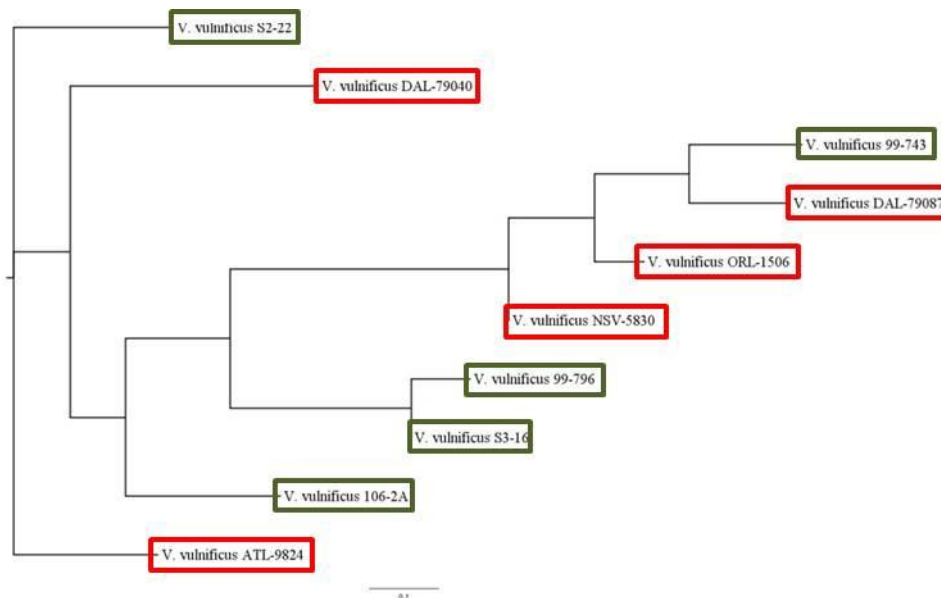 V. vulnificus S2-22
V. vulnificus DAL-79040
V. vulnificus 99-743
V. vulnificus DAL-79087
V. vulnificus ORL-1506
V. vulnificus NSV-5830
V. vulnificus 99-796
V. vulnificus S3-16
V. vulnificus 106-2A
V. vulnificus ATL-9824